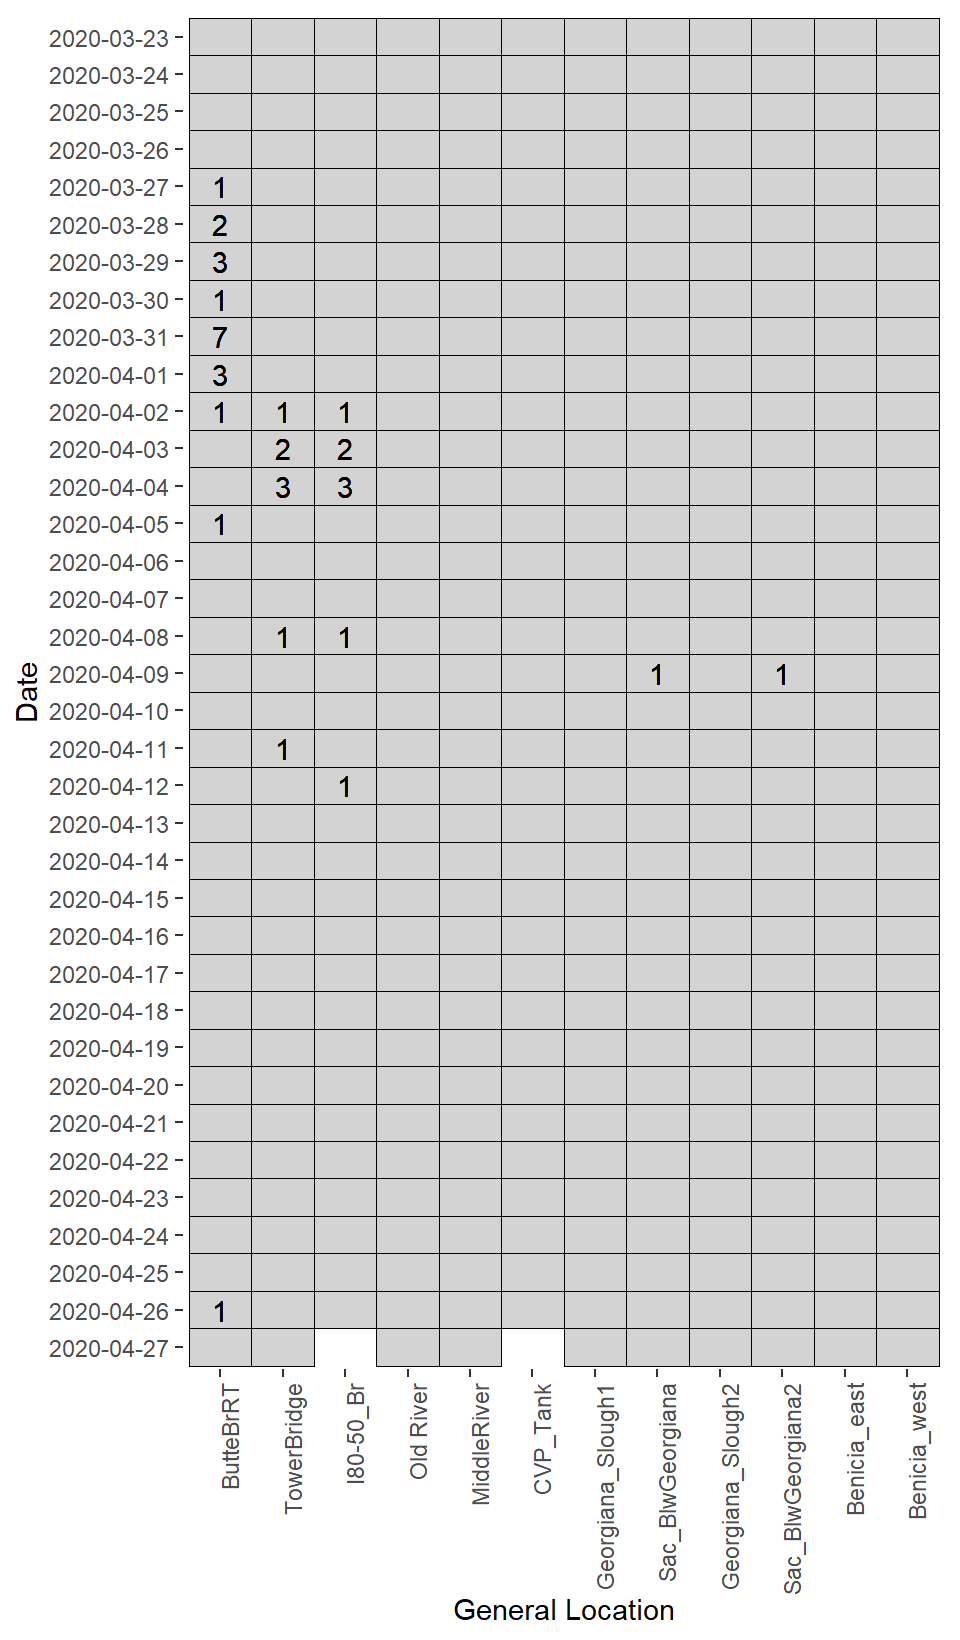 2020-03-23
2020-03-24
2020-03-25
2020-03-26
2020-03-27 1
2020-03-28 2
2020-03-29 3
2020-03-30 1
2020-03-31 7
2020-04-01 3
2020-04-02 1 1 1
2020-04-03 2 2
2020-04-04 3 3
2020-04-05 1
2020-04-06
2020-04-07
2020-04-08 1 1
2020-04-09 1 1
2020-04-10
2020-04-11 1
2020-04-12 1
2020-04-13
2020-04-14
2020-04-15
2020-04-16
2020-04-17
2020-04-18
2020-04-19
2020-04-20
2020-04-21
2020-04-22
2020-04-23
2020-04-24
2020-04-25
2020-04-26 1
2020-04-27
Date
ButteBrRT
TowerBridge
I80-50_Br
Old River
MiddleRiver
CVP_Tank
Georgiana_Slough1
Sac_BlwGeorgiana
Georgiana_Slough2
Sac_BlwGeorgiana2
Benicia_east
Benicia_west
General Location